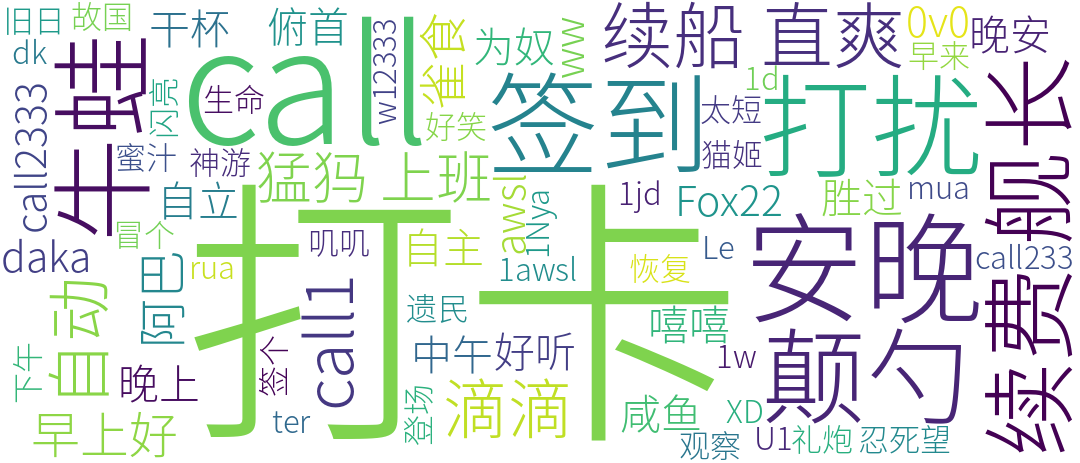 旧日
故国
干杯
俯首
雀食
为奴
ww
续船
直爽
0v0
晚安
早来
dk
牛蛙
call
w12333
签到
1d
打扰
舰长
call2333
闪亮
生命
好笑
太短
蜜汁
神游
猛犸
上班
猫姬
自立
awsl
1Nya
1jd
Fox22
胜过
mua
冒个
叽叽
自主
安晚
daka
阿巴
rua
打卡
1awsl
恢复
Le
call233
自动
call1
遗民
嘻嘻
颠勺
续费
下午
晚上
签个
中午
好听
1w
早上好
ter
登场
滴滴
咸鱼
XD
观察
U1
礼炮
忍死望